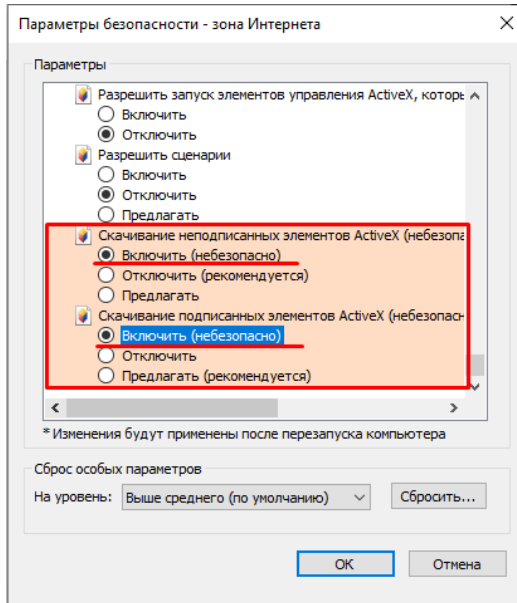 Параметры безопасности - зона Интернета
Параметры
Разрешить запуск элементов управления ActiveX, которы
Включить
Отключить
Разрешить сценарии
Включить
Отключить
Предлагать
Скачивание неподписанных элементов ActiveX (небезопа
Включить (небезопасно)
Отключить (рекомендуется)
Предлагать
Скачивание подписанных элементов ActiveX (небезопасн
Включить (небезопасно)
Отключить
Предлагать (рекомендуется)
* Изменения будут применены после перезапуска компьютера
Сброс особых параметров
На уровень: Выше среднего (по умолчанию) Сбросить...
ОК Отмена